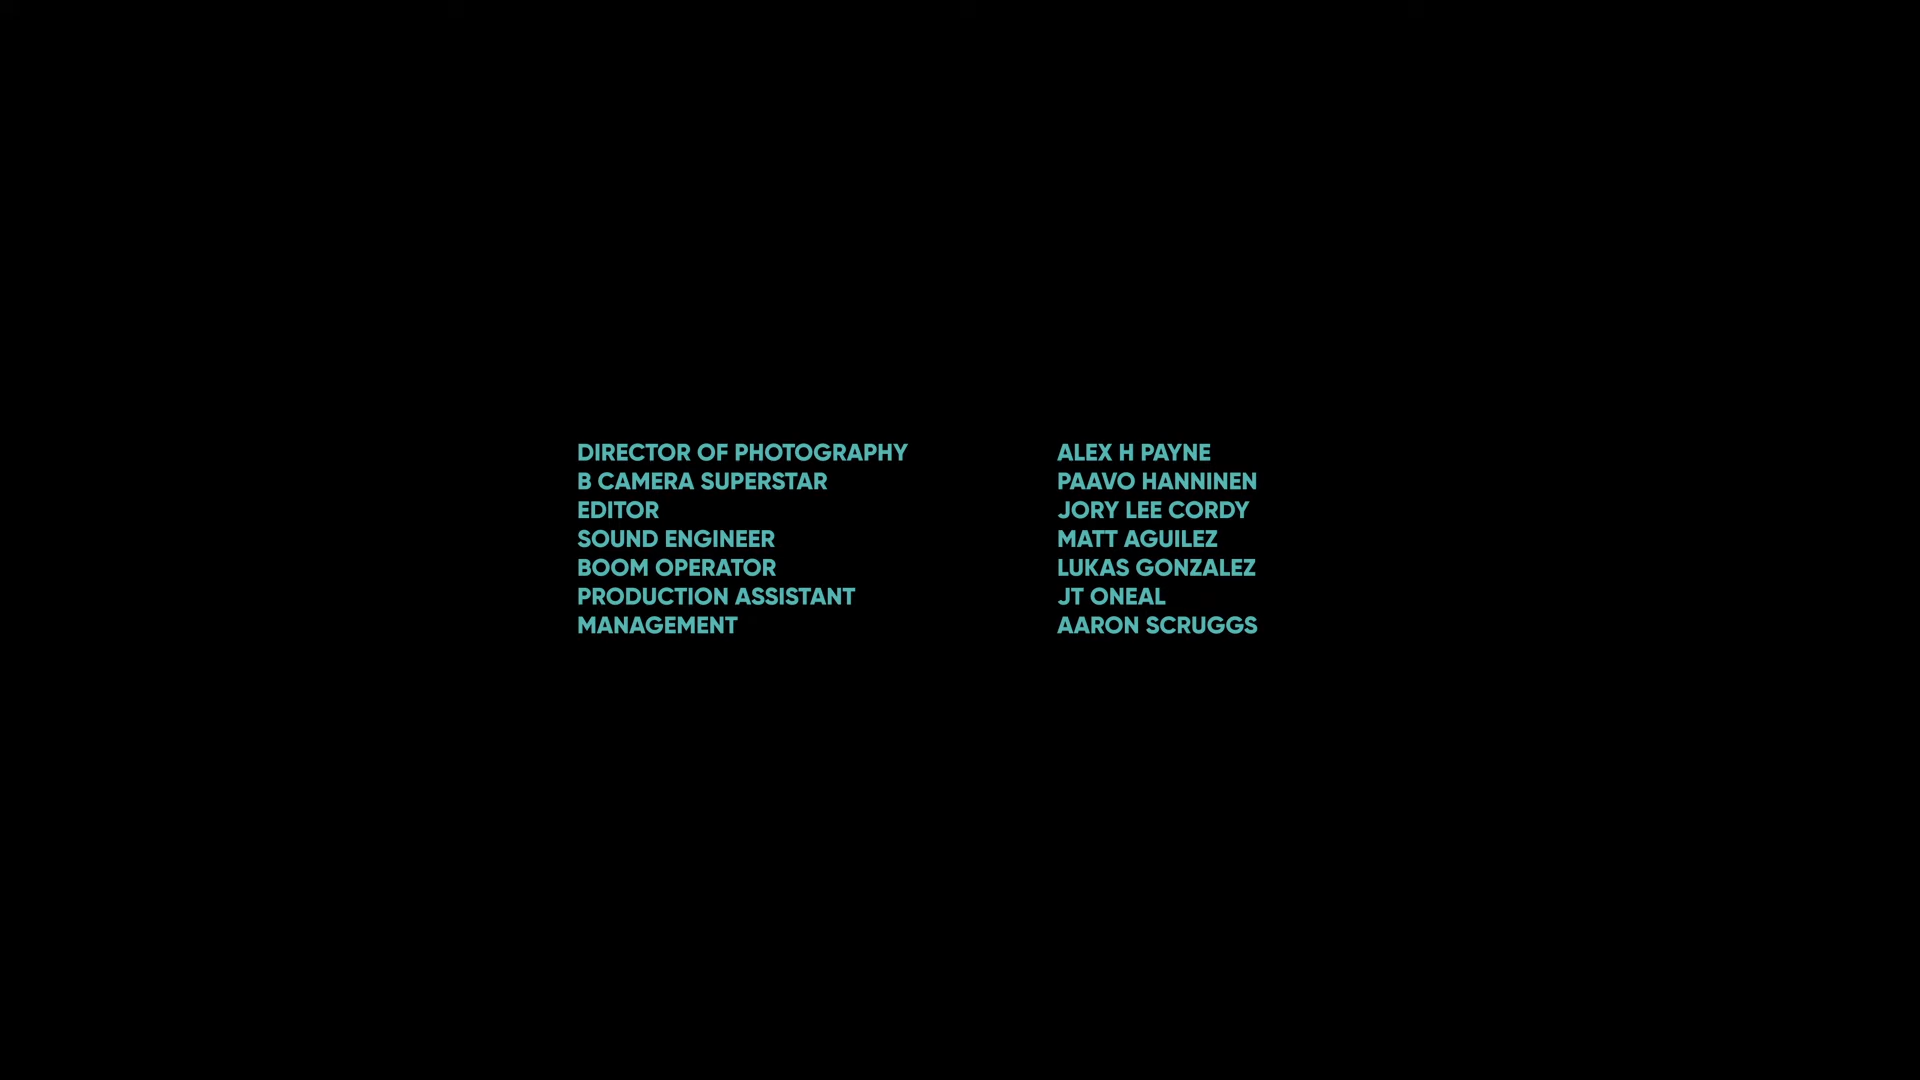 DIRECTOR OF PHOTOGRAPHY ALEX H PAYNE
B CAMERA SUPERSTAR PAAVO HANNINEN
EDITOR JORY LEE CORDY
SOUND ENGINEER MATT AGUILEZ
BOOM OPERATOR LUKAS GONZALEZ
PRODUCTION ASSISTANT JT ONEAL
MANAGEMENT AARON SCRUGGS